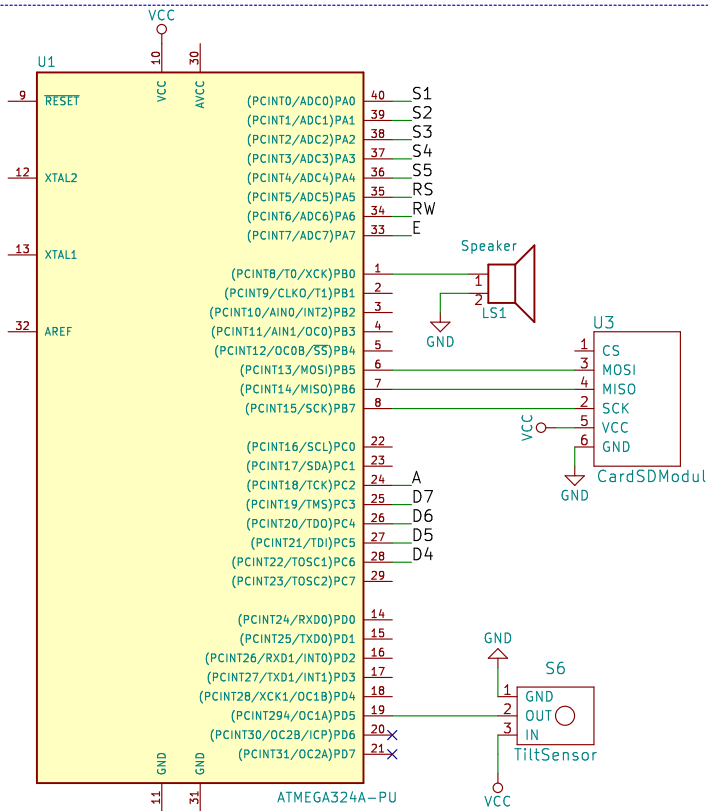 VCC
U1
10
30
VCC
AVCC
9
RESET
(PCINT0/ADC0)PA0
40
S1
(PCINT1/ADC1)PA1
39
S2
(PCINT2/ADC2)PA2
38
S3
(PCINT3/ADC3)PA3
37
S4
12
XTAL2
(PCINT4/ADC4)PA4
36
S5
(PCINT5/ADC5)PA5
35
RS
(PCINT6/ADC6)PA6
34
RW
(PCINT7/ADC7)PA7
33
E
13
XTAL1
Speaker
(PCINT8/T0/XCK)PB0
1
1
(PCINT9/CLKO/T1)PB1
2
2
(PCINT10/AIN0/INT2)PB2
3
LS1
GND
32
AREF
(PCINT11/AIN1/OC0)PB3
4
U3
(PCINT12/OC0B/SS)PB4
5
1
CS
(PCINT13/MOSI)PB5
6
3
MOSI
(PCINT14/MISO)PB6
7
4
MISO
(PCINT15/SCK)PB7
8
2
SCK
VCC
5
VCC
6
GND
GND
CardSDModul
(PCINT16/SCL)PC0
22
(PCINT17/SDA)PC1
23
(PCINT18/TCK)PC2
24
A
(PCINT19/TMS)PC3
25
D7
(PCINT20/TDO)PC4
26
D6
(PCINT21/TDI)PC5
27
D5
(PCINT22/TOSC1)PC6
28
D4
(PCINT23/TOSC2)PC7
29
(PCINT24/RXD0)PD0
14
(PCINT25/TXD0)PD1
15
(PCINT26/RXD1/INT0)PD2
16
(PCINT27/TXD1/INT1)PD3
17
(PCINT28/XCK1/OC1B)PD4
18
(PCINT294/OC1A)PD5
19
(PCINT30/OC2B/ICP)PD6
20
(PCINT31/OC2A)PD7
21
GND
S6
1
GND
2
OUT
3
IN
TiltSensor
VCC
GND
GND
11
31
ATMEGA324A-PU